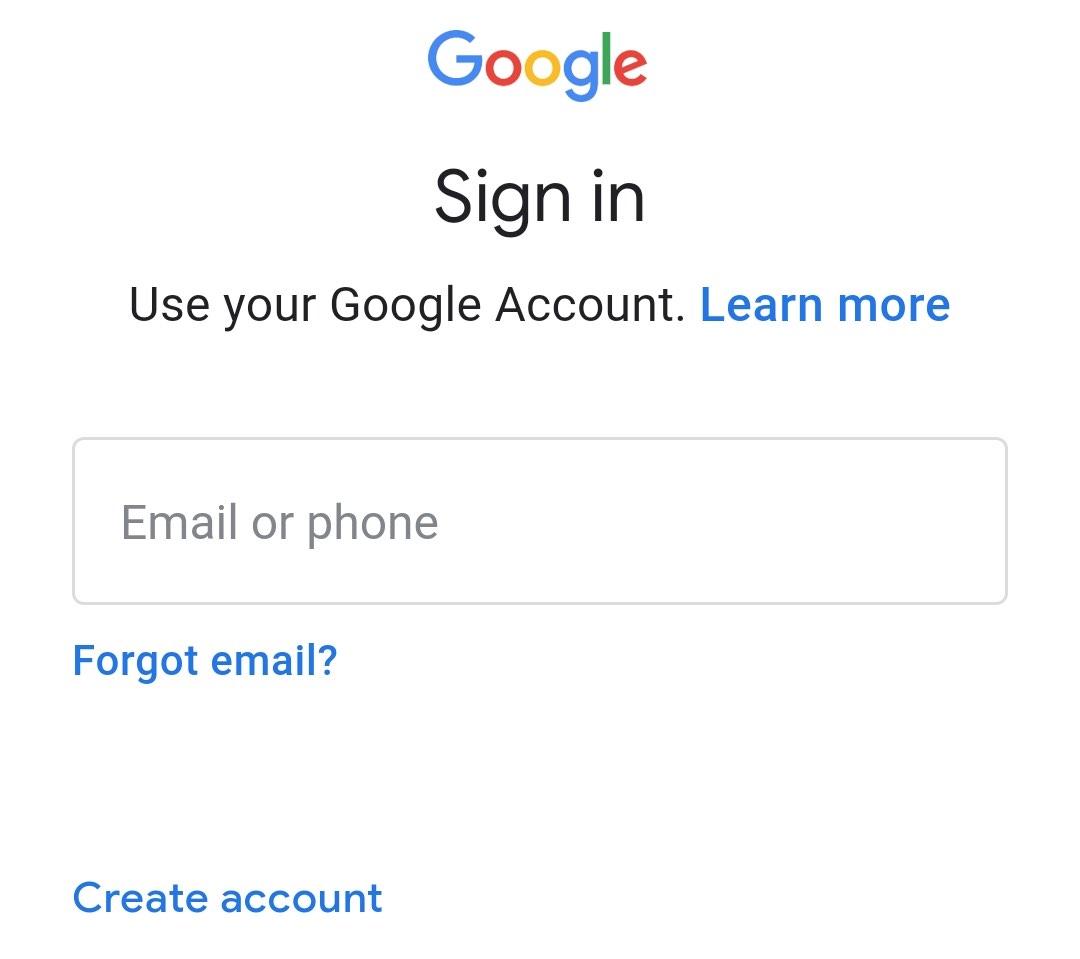 Google
Sign in
Use your Google Account. Learn more
Email or phone
Forgot email?
Create account